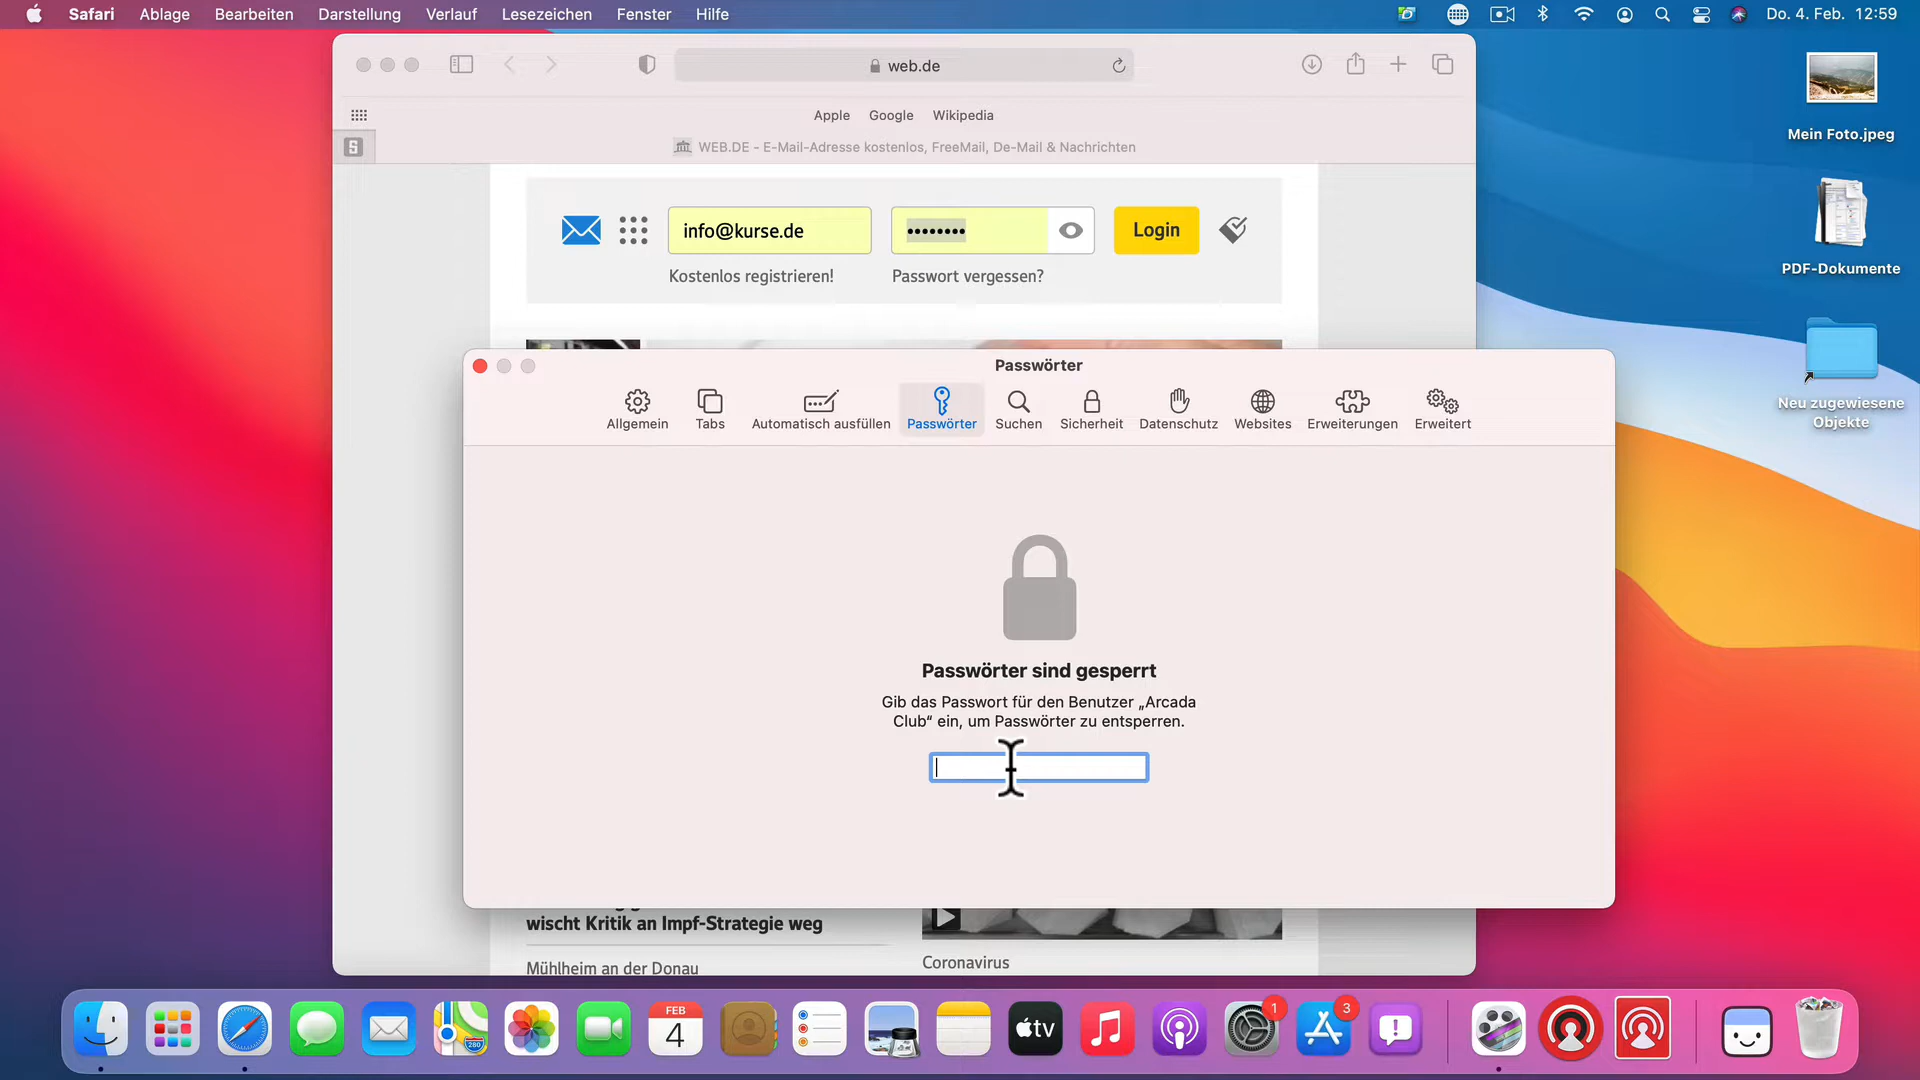 Safari Ablage Bearbeiten Darstellung Verlauf Lesezeichen Fenster Hilfe Do. 4. Feb. 12:59
web.de
Apple Google Wikipedia
S
WEB.DE - E-Mail-Adresse kostenlos, FreeMail, De-Mail & Nachrichten
info@kurse.de
Login
Kostenlos registrieren!
Passwort vergessen?
Mein Foto.jpeg
PDF-Dokumente
Neu zugewiesene
Objekte
Passwörter
Allgemein Tabs Automatisch ausfüllen Passwörter Suchen Sicherheit Datenschutz Websites Erweiterungen Erweitert
Passwörter sind gesperrt
Gib das Passwort für den Benutzer „Arcada
Club“ ein, um Passwörter zu entsperren.
wischt Kritik an Impf-Strategie weg
Mühlheim an der Donau
Coronavirus
280
FEB
4
tv
1
3